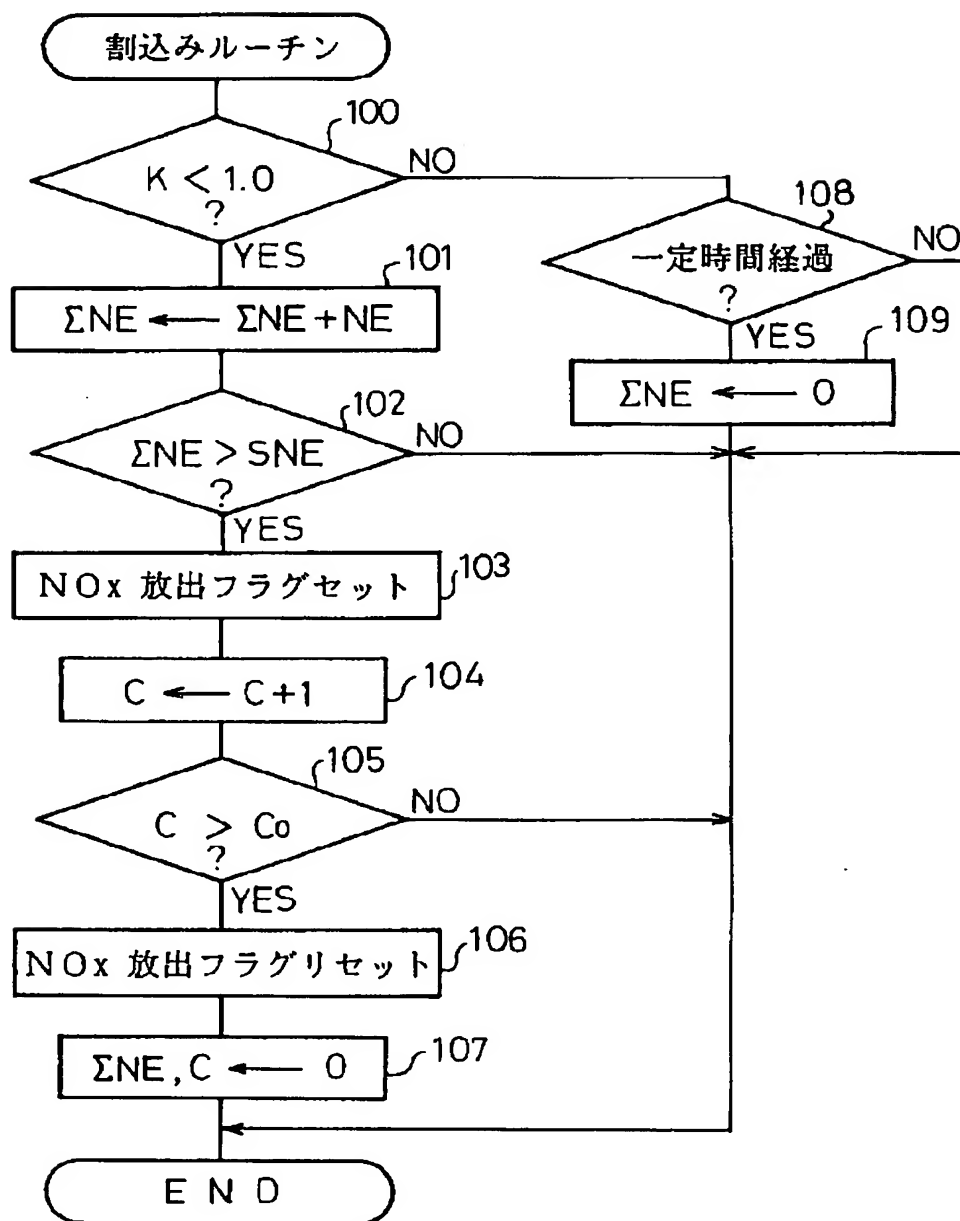 割込みルーチン
100
K < 1.0
?
NO
YES
101
ΣNE ← ΣNE+NE
102
ΣNE > SNE
?
NO
YES
NOx 放出フラグセット
103
C ← C+1
104
105
C > Co
?
NO
YES
NOx 放出フラグリセット
106
ΣNE, C ← 0
107
END
108
一定時間経過
?
NO
YES
109
ΣNE ← 0